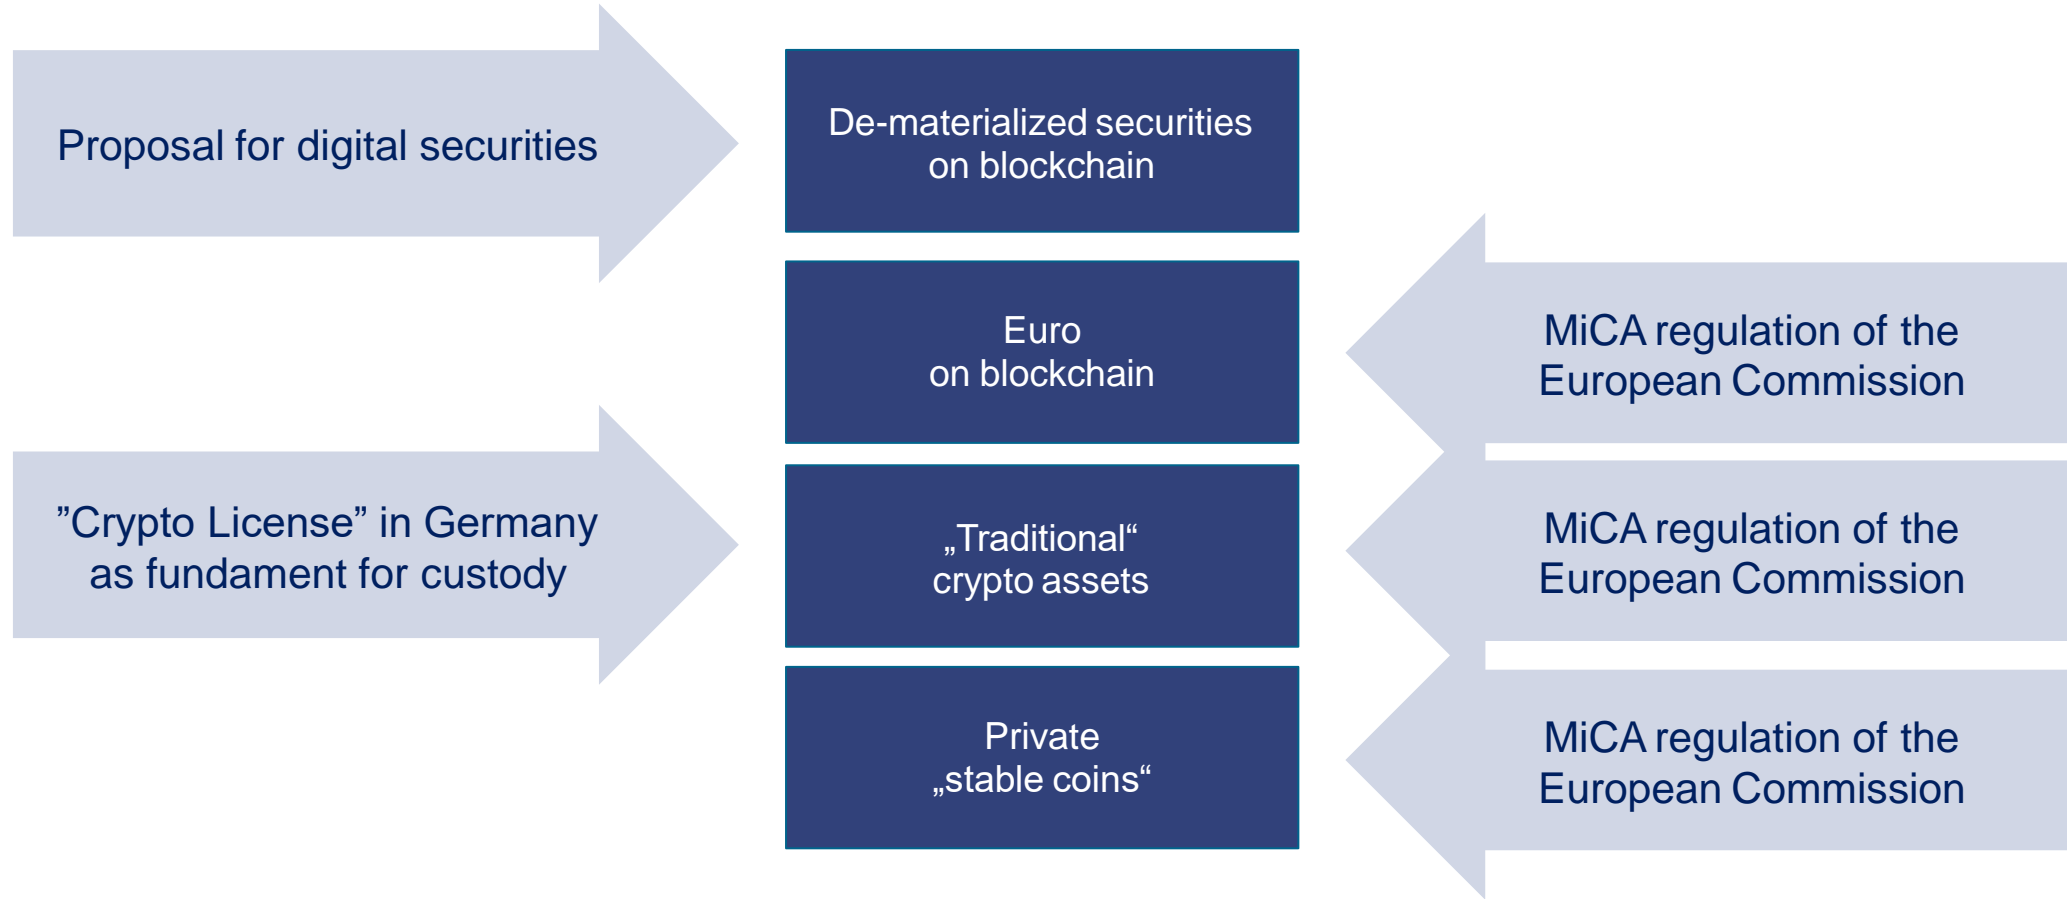 Proposal for digital securities
De-materialized securities
on blockchain
Euro
on blockchain
MiCA regulation of the
European Commission
”Crypto License” in Germany
as fundament for custody
„Traditional“
crypto assets
MiCA regulation of the
European Commission
Private
„stable coins“
MiCA regulation of the
European Commission